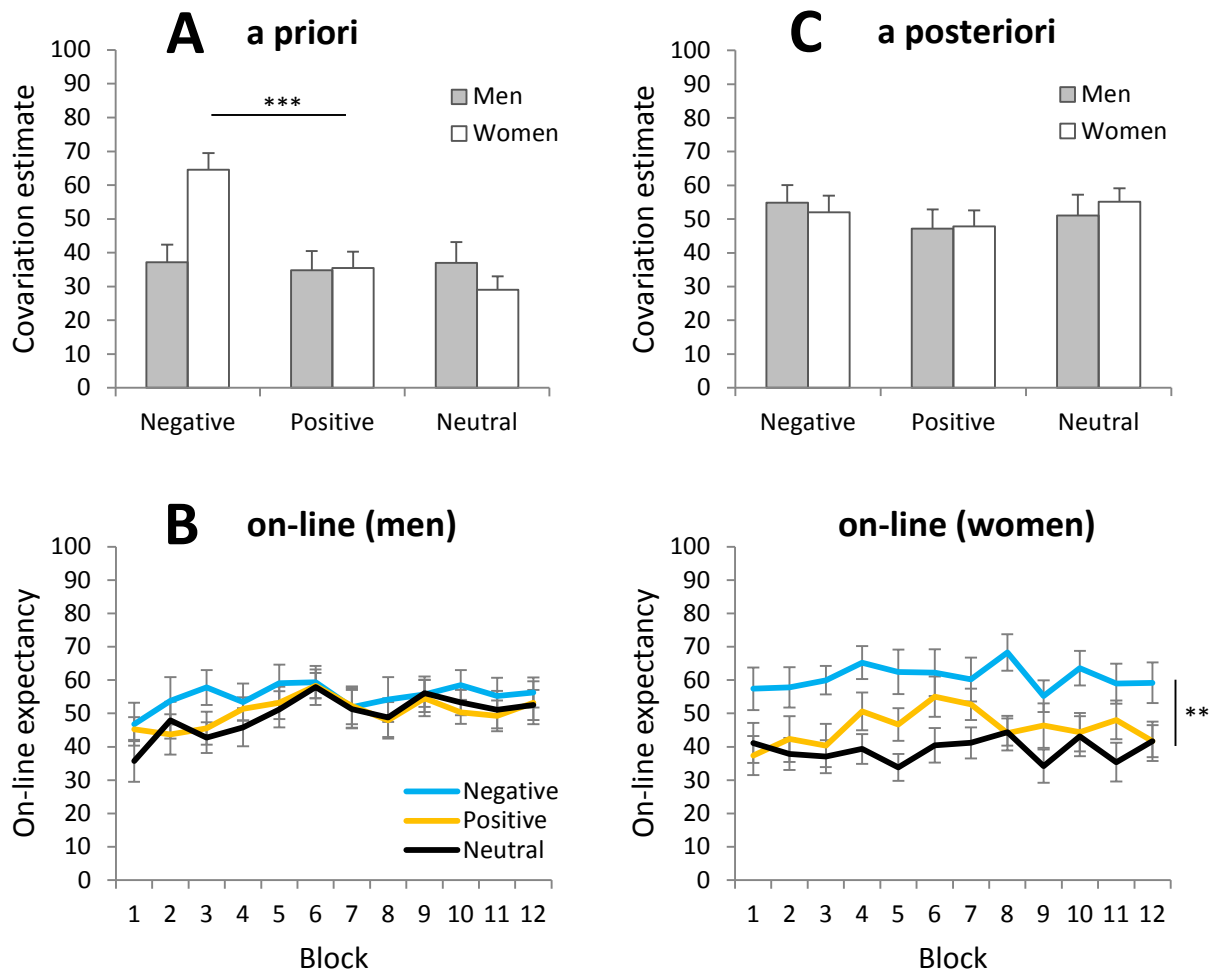 A a priori
100
90
80
70
60
50
40
30
20
10
0
Covariation estimate
***
Men
Women
Negative Positive Neutral
C a posteriori
100
90
80
70
60
50
40
30
20
10
0
Covariation estimate
Men
Women
Negative Positive Neutral
B on-line (men)
100
90
80
70
60
50
40
30
20
10
0
On-line expectancy
Negative
Positive
Neutral
1 2 3 4 5 6 7 8 9 10 11 12
Block
on-line (women)
100
90
80
70
60
50
40
30
20
10
0
On-line expectancy
**
1 2 3 4 5 6 7 8 9 10 11 12
Block